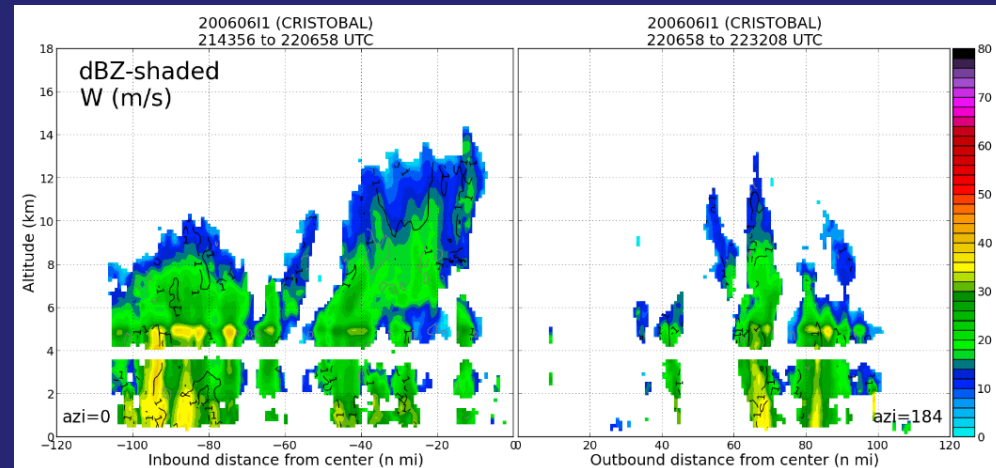 200606I1 (CRISTOBAL)
214356 to 220658 UTC
200606I1 (CRISTOBAL)
220658 to 223208 UTC
dBZ-shaded
W (m/s)
Altitude (km)
18
16
14
12
10
8
6
4
2
0
azi=0
azi=184
−120
−100
−80
−60
−40
−20
0
20
40
60
80
100
120
Inbound distance from center (n mi)
Outbound distance from center (n mi)
80
70
60
50
40
30
20
10
0